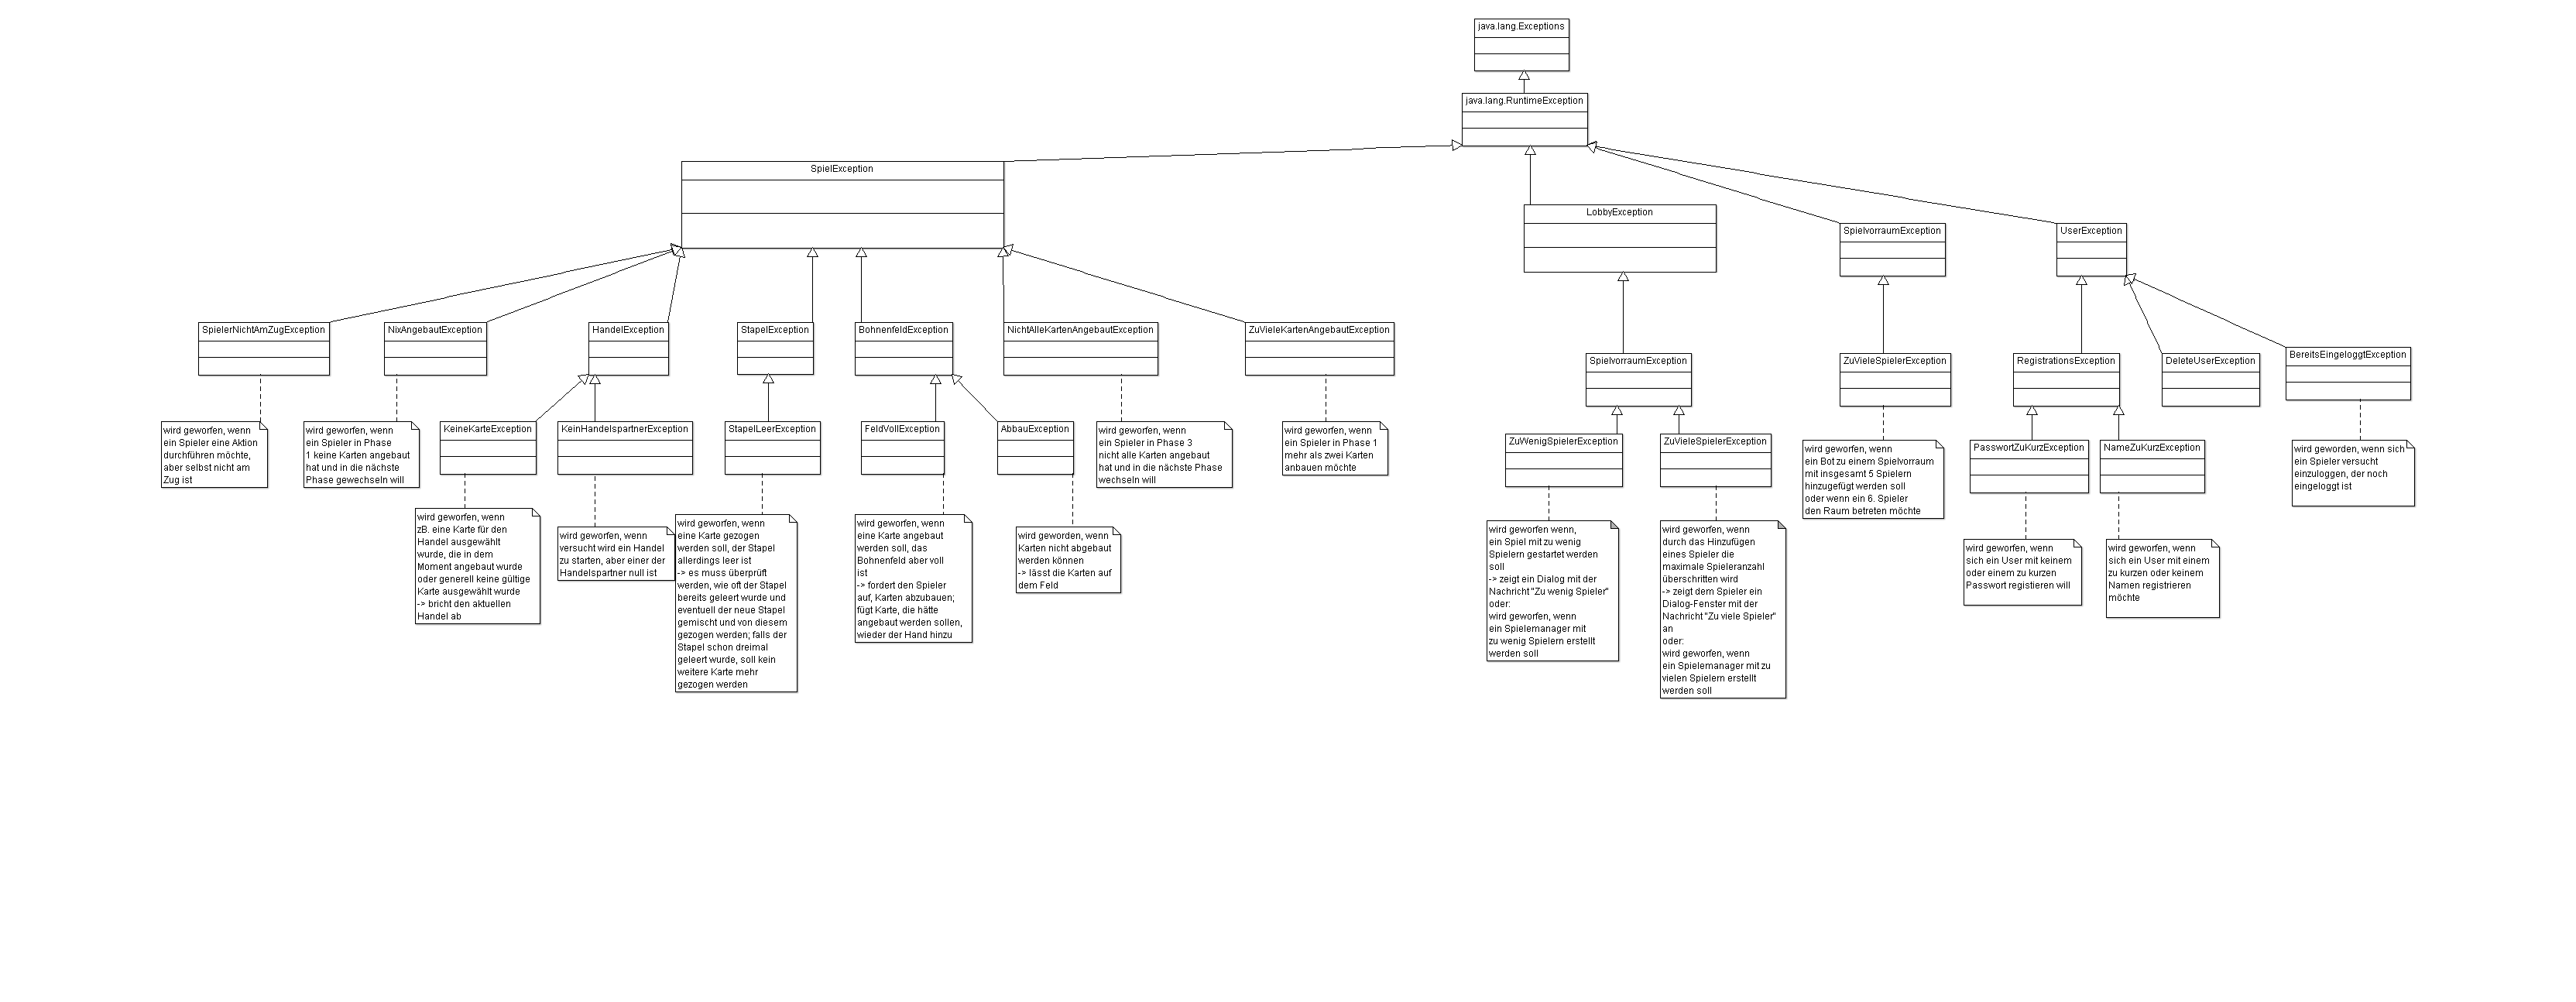 java.lang.Exceptions
java.lang.RuntimeException
SpielException
LobbyException
SpielvorraumException
UserException
SpielerNichtAmZugException
NixAngebautException
HandelException
StapelException
BohnenfeldException
NichtAlleKartenAngebautException
ZuVieleKartenAngebautException
SpielvorraumException
ZuVieleSpielerException
RegistrationsException
DeleteUserException
BereitsEingeloggtException
wird geworfen, wenn
ein Spieler eine Aktion
durchführen möchte,
aber selbst nicht am
Zug ist
wird geworfen, wenn
ein Spieler in Phase
1 keine Karten angebaut
hat und in die nächste
Phase gewechseln will
KeineKarteException
KeinHandelspartnerException
StapelLeerException
FeldVollException
AbbauException
wird geworfen, wenn
ein Spieler in Phase 3
nicht alle Karten angebaut
hat und in die nächste Phase
wechseln will
wird geworfen, wenn
ein Spieler in Phase 1
mehr als zwei Karten
anbauen möchte
ZuWenigSpielerException
ZuVieleSpielerException
wird geworfen, wenn
ein Bot zu einem Spielvorraum
mit insgesamt 5 Spielern
hinzugefügt werden soll
oder wenn ein 6. Spieler
den Raum betreten möchte
PasswortZuKurzException
NameZuKurzException
wird geworden, wenn sich
ein Spieler versucht
einzuloggen, der noch
eingeloggt ist
wird geworfen, wenn
zB. eine Karte für den
Handel ausgewählt
wurde, die in dem
Moment angebaut wurde
oder generell keine gültige
Karte ausgewählt wurde
-> bricht den aktuellen
Handel ab
wird geworfen, wenn
versucht wird ein Handel
zu starten, aber einer der
Handelspartner null ist
wird geworfen, wenn
eine Karte gezogen
werden soll, der Stapel
allerdings leer ist
-> es muss überprüft
werden, wie oft der Stapel
bereits geleert wurde und
eventuell der neue Stapel
gemischt und von diesem
gezogen werden; falls der
Stapel schon dreimal
geleert wurde, soll kein
weitere Karte mehr
gezogen werden
wird geworfen, wenn
eine Karte angebaut
werden soll, das
Bohnenfeld aber voll
ist
-> fordert den Spieler
auf, Karten abzubauen;
fügt Karte, die hätte
angebaut werden sollen,
wieder der Hand hinzu
wird geworden, wenn
Karten nicht abgebaut
werden können
-> lässt die Karten auf
dem Feld
wird geworfen wenn,
ein Spiel mit zu wenig
Spielern gestartet werden
soll
-> zeigt ein Dialog mit der
Nachricht "Zu wenig Spieler"
oder:
wird geworfen, wenn
ein Spielemanager mit
zu wenig Spielern erstellt
werden soll
wird geworfen, wenn
durch das Hinzufügen
eines Spieler die
maximale Spieleranzahl
überschritten wird
-> zeigt dem Spieler ein
Dialog-Fenster mit der
Nachricht "Zu viele Spieler"
an
oder:
wird geworfen, wenn
ein Spielemanager mit zu
vielen Spielern erstellt
werden soll
wird geworfen, wenn
sich ein User mit keinem
oder einem zu kurzen
Passwort registieren will
wird geworfen, wenn
sich ein User mit einem
zu kurzen oder keinem
Namen registrieren
möchte